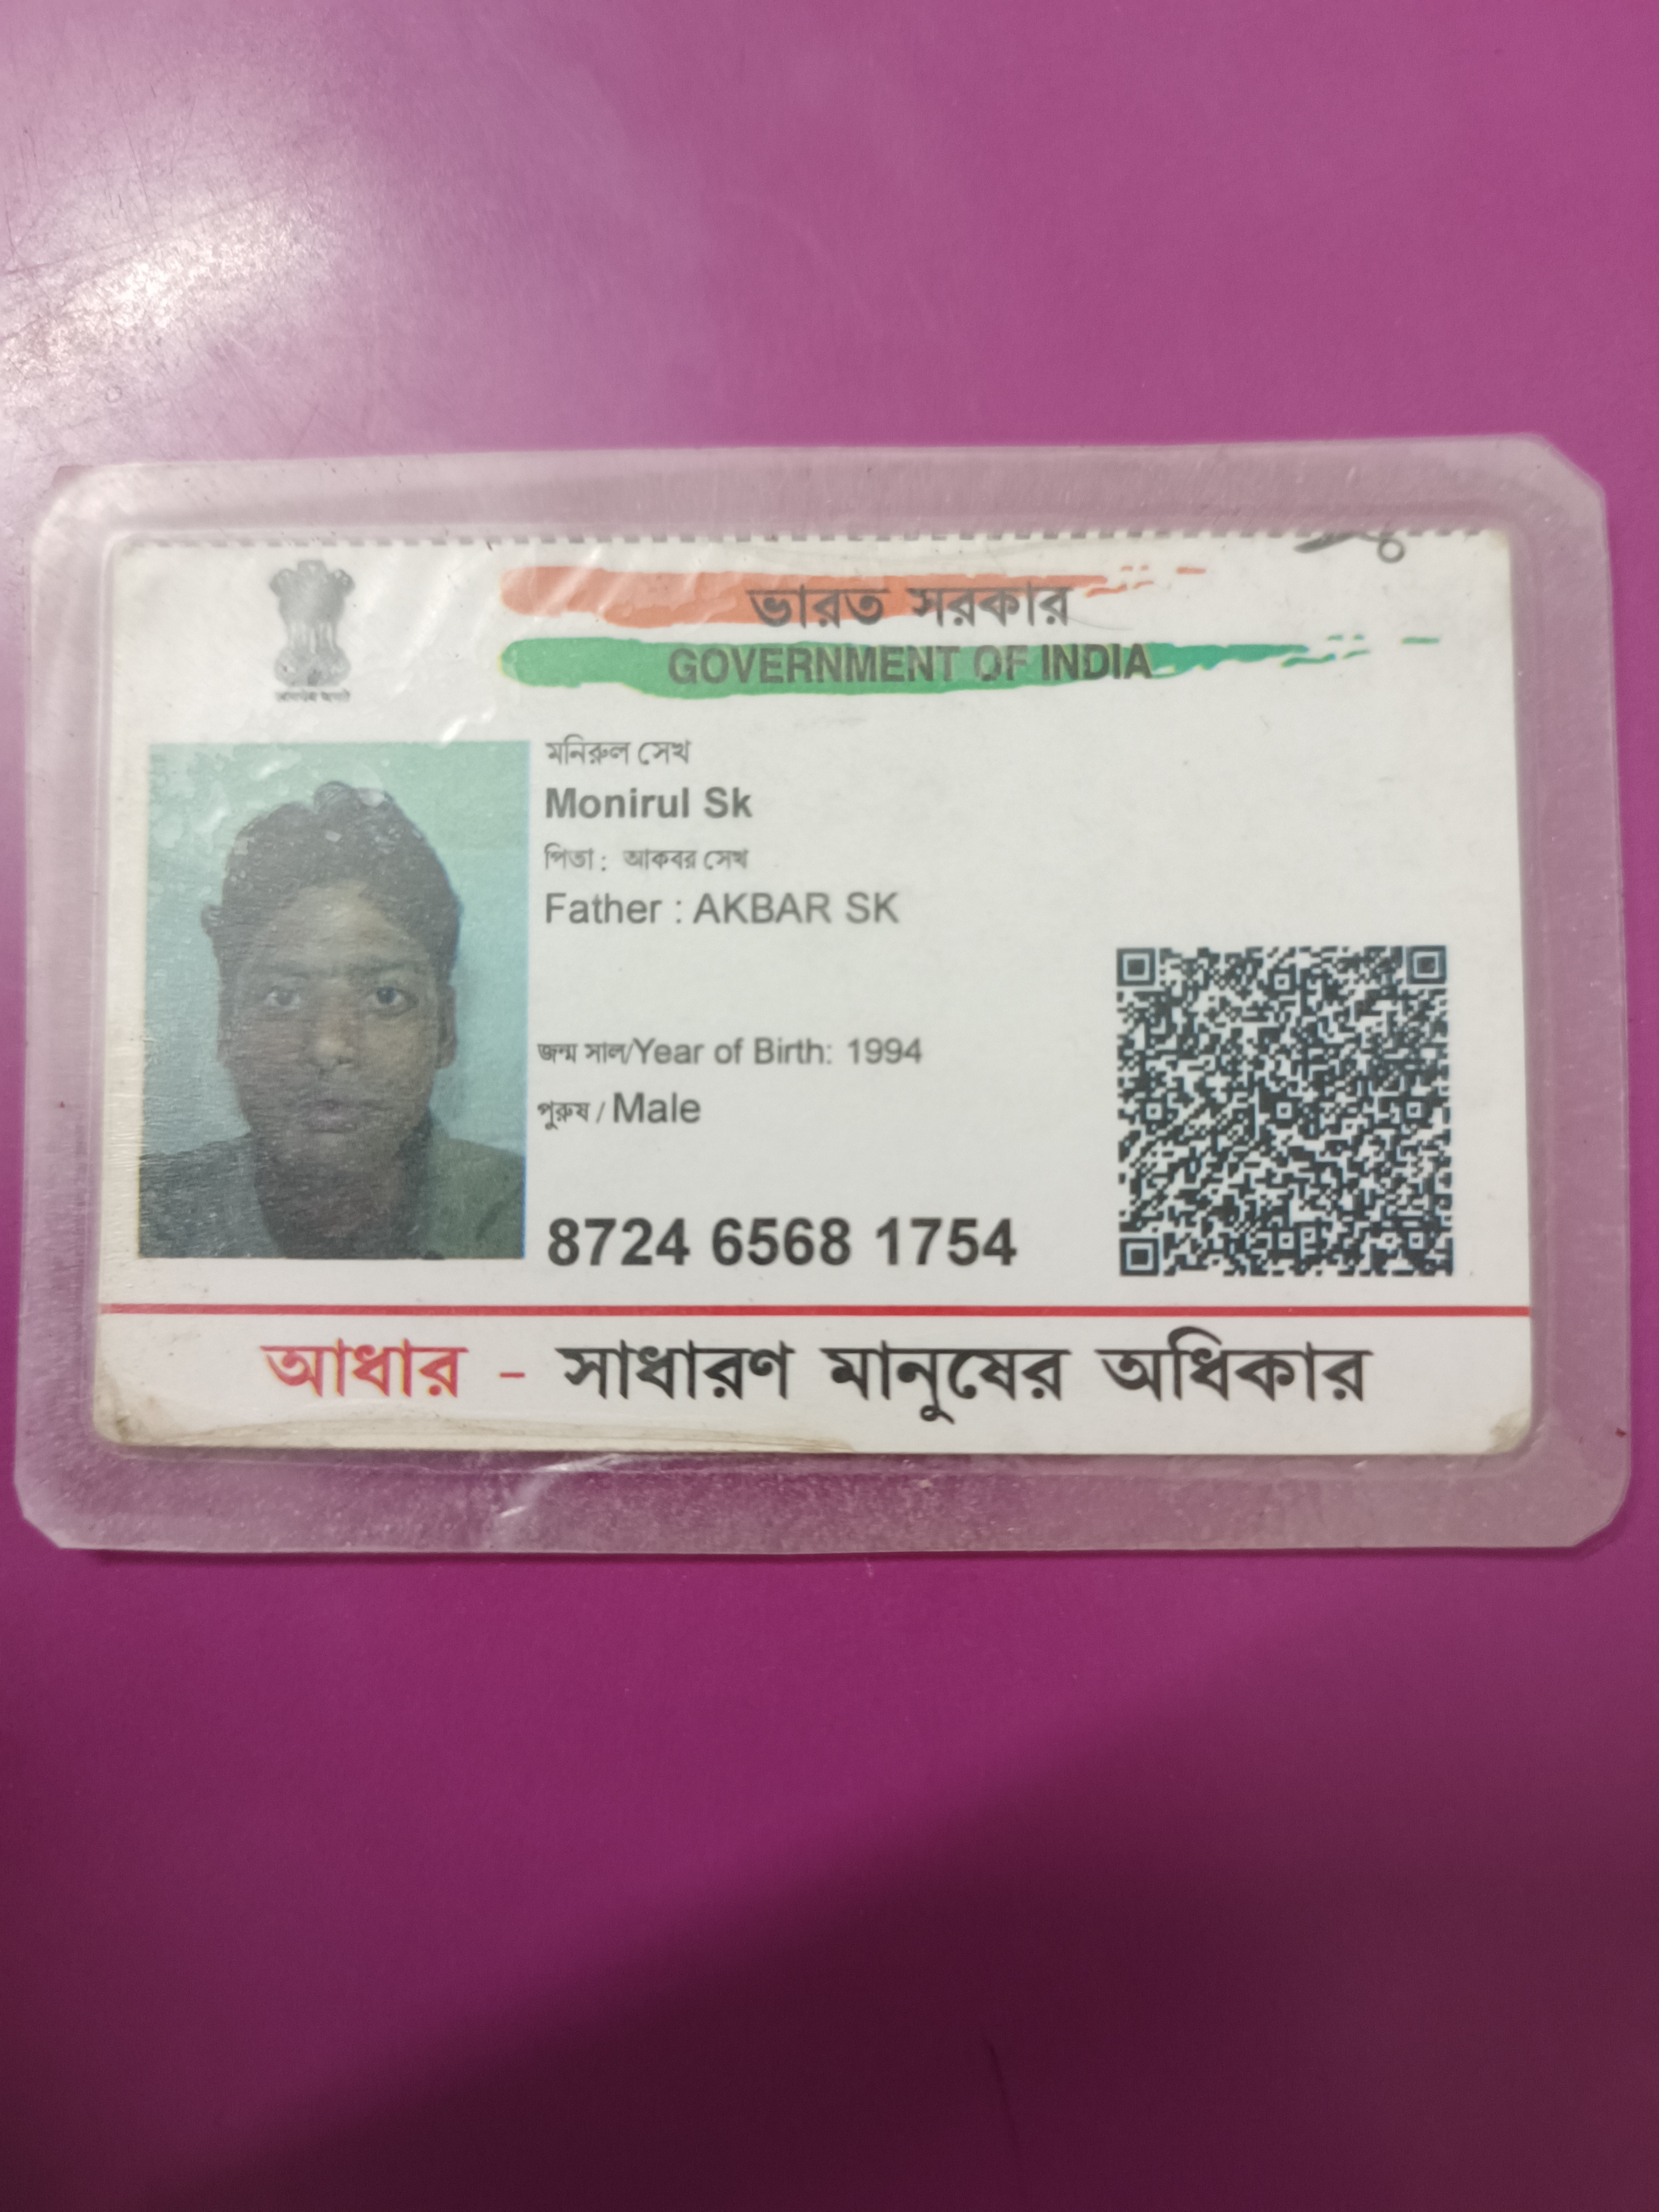 ভারত সরকার
GOVERNMENT OF INDIA
মনিরুল সেখ
Monirul Sk
পিতা : আকবর সেখ
Father : AKBAR SK
জন্ম সাল/Year of Birth: 1994
পুরুষ / Male
8724 6568 1754
আধার - সাধারণ মানুষের অধিকার